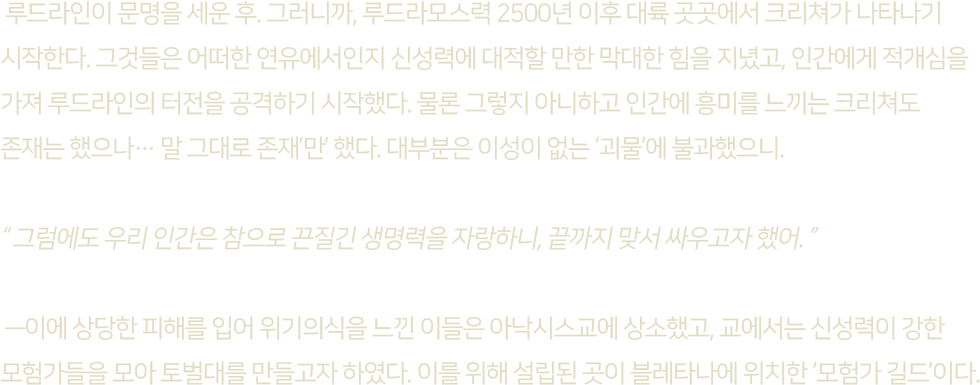 루드라인이 문명을 세운 후. 그러니까, 루드라모스력 2500년 이후 대륙 곳곳에서 크리쳐가 나타나기
시작한다. 그것들은 어떠한 연유에서인지 신성력에 대적할 만한 막대한 힘을 지녔고, 인간에게 적개심을
가져 루드라인의 터전을 공격하기 시작했다. 물론 그렇지 아니하고 인간에 흥미를 느끼는 크리쳐도
존재는 했으나… 말 그대로 존재‘만’ 했다. 대부분은 이성이 없는 ‘괴물’에 불과했으니.
“ 그럼에도 우리 인간은 참으로 끈질긴 생명력을 자랑하니, 끝까지 맞서 싸우고자 했어. ”
—이에 상당한 피해를 입어 위기의식을 느낀 이들은 아낙시스교에 상소했고, 교에서는 신성력이 강한
모험가들을 모아 토벌대를 만들고자 하였다. 이를 위해 설립된 곳이 블레타나에 위치한 ‘모험가 길드’이다.